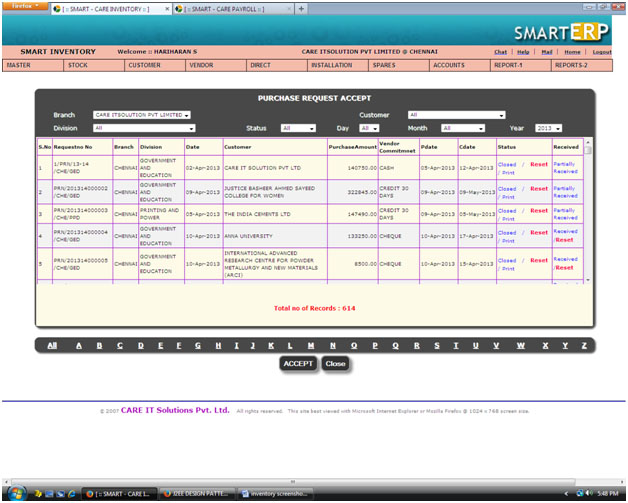 firefox
[ :: SMART - CARE INVENTORY :: ]
[ :: SMART - CARE PAYROLL :: ]
SMARTERP
SMART INVENTORY Welcome :: HARIHARAN S CARE ITSOLUTION PVT LIMITED @ CHENNAI Chat | Help | Mail | Home | Logout
MASTER STOCK CUSTOMER VENDOR DIRECT INSTALLATION SPARES ACCOUNTS REPORT-1 REPORTS-2
PURCHASE REQUEST ACCEPT
Branch CARE ITSOLUTION PVT LIMITED Customer All
Division All Status All Day All Month All Year 2013
S.No Requestno No Branch Division Date Customer PurchaseAmount Vendor Commitmset Pdate Cdate Status Received
1 1/PRN/13-14 /CHE/GED CHENNAI GOVERNMENT AND EDUCATION 02-Apr-2013 CARE IT SOLUTION PVT LTD 140750.00 CASH 05-Apr-2013 12-Apr-2013 Closed / Reset / Print Partially Received
2 PRN/201314000002 /CHE/GED CHENNAI GOVERNMENT AND EDUCATION 09-Apr-2013 JUSTICE BASHEER AHMED SAYEED COLLEGE FOR WOMEN 322845.00 CREDIT 30 DAYS 09-Apr-2013 09-May-2013 Closed / Reset / Print Partially Received
3 PRN/201314000003 /CHE/PPD CHENNAI PRINTING AND POWER 05-Apr-2013 THE INDIA CEMENTS LTD 147490.00 CREDIT 30 DAYS 09-Apr-2013 05-May-2013 Closed / Reset / Print Partially Received
4 PRN/201314000004 /CHE/GED CHENNAI GOVERNMENT AND EDUCATION 10-Apr-2013 ANNA UNIVERSITY 133250.00 CHEQUE 10-Apr-2013 17-Apr-2013 Closed / Reset / Print Received /Reset
5 PRN/201314000005 /CHE/GED CHENNAI GOVERNMENT AND EDUCATION 10-Apr-2013 INTERNATIONAL ADVANCED RESEARCH CENTRE FOR POWDER METALLURGY AND NEW MATERIALS (ARCI) 8500.00 CHEQUE 10-Apr-2013 15-Apr-2013 Closed / Reset / Print Received /Reset
Total no of Records : 614
All A B C D E F G H I J K L M N O P Q R S T U V W X Y Z
ACCEPT Close
© 2007 CARE IT Solutions Pvt. Ltd. All rights reserved. This site best viewed with Microsoft Internet Explorer or Mozilla Firefox @ 1024 x 768 screen size.
[ :: SMART - CARE I... J2EE DESIGN PATTE... inventory screensho... 5:48 PM